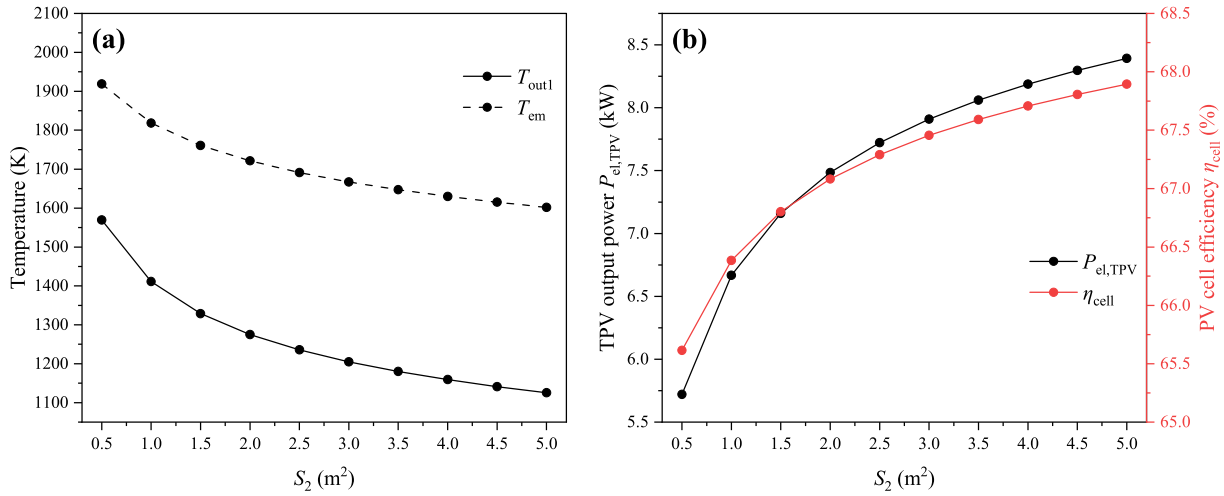 (a)
T_out1
T_em
Temperature (K)
2100
2000
1900
1800
1700
1600
1500
1400
1300
1200
1100
0.5 1.0 1.5 2.0 2.5 3.0 3.5 4.0 4.5 5.0
S₂ (m²)
(b)
P_el,TPV
η_cell
TPV output power P_el,TPV (kW)
8.5
8.0
7.5
7.0
6.5
6.0
5.5
0.5 1.0 1.5 2.0 2.5 3.0 3.5 4.0 4.5 5.0
S₂ (m²)
68.5
68.0
67.5
67.0
66.5
66.0
65.5
65.0
PV cell efficiency η_cell (%)